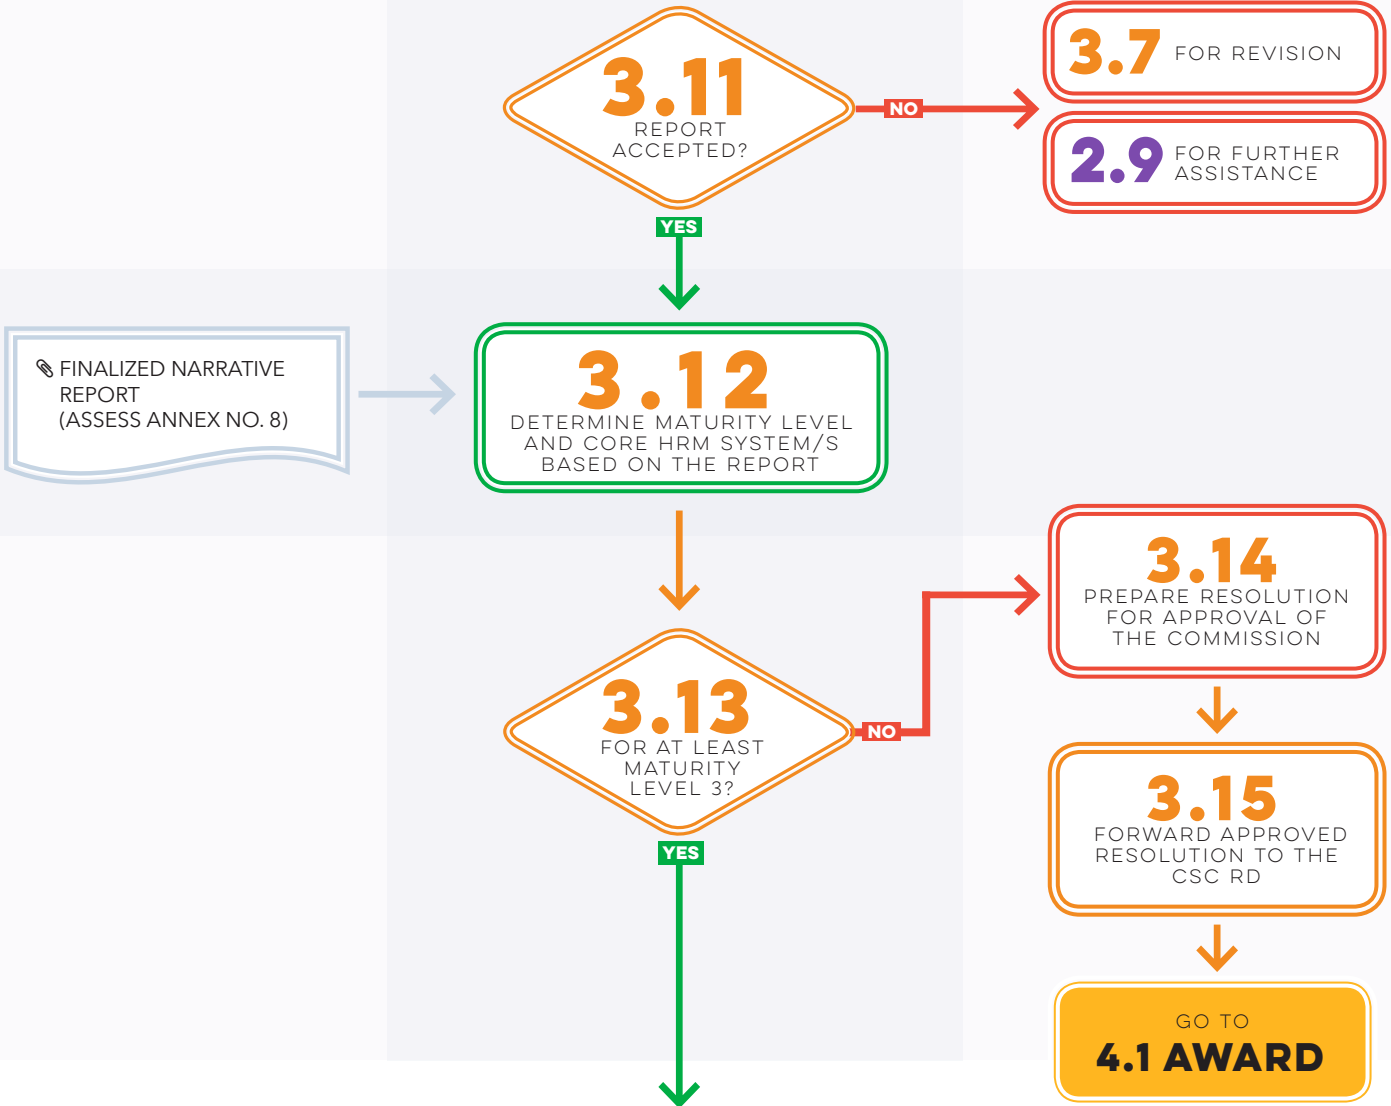 3.11
REPORT
ACCEPTED?
NO
3.7 FOR REVISION
2.9 FOR FURTHER
ASSISTANCE
YES
FINALIZED NARRATIVE
REPORT
(ASSESS ANNEX NO. 8)
3.12
DETERMINE MATURITY LEVEL
AND CORE HRM SYSTEM/S
BASED ON THE REPORT
3.13
FOR AT LEAST
MATURITY
LEVEL 3?
NO
YES
3.14
PREPARE RESOLUTION
FOR APPROVAL OF
THE COMMISSION
3.15
FORWARD APPROVED
RESOLUTION TO THE
CSC RD
GO TO
4.1 AWARD